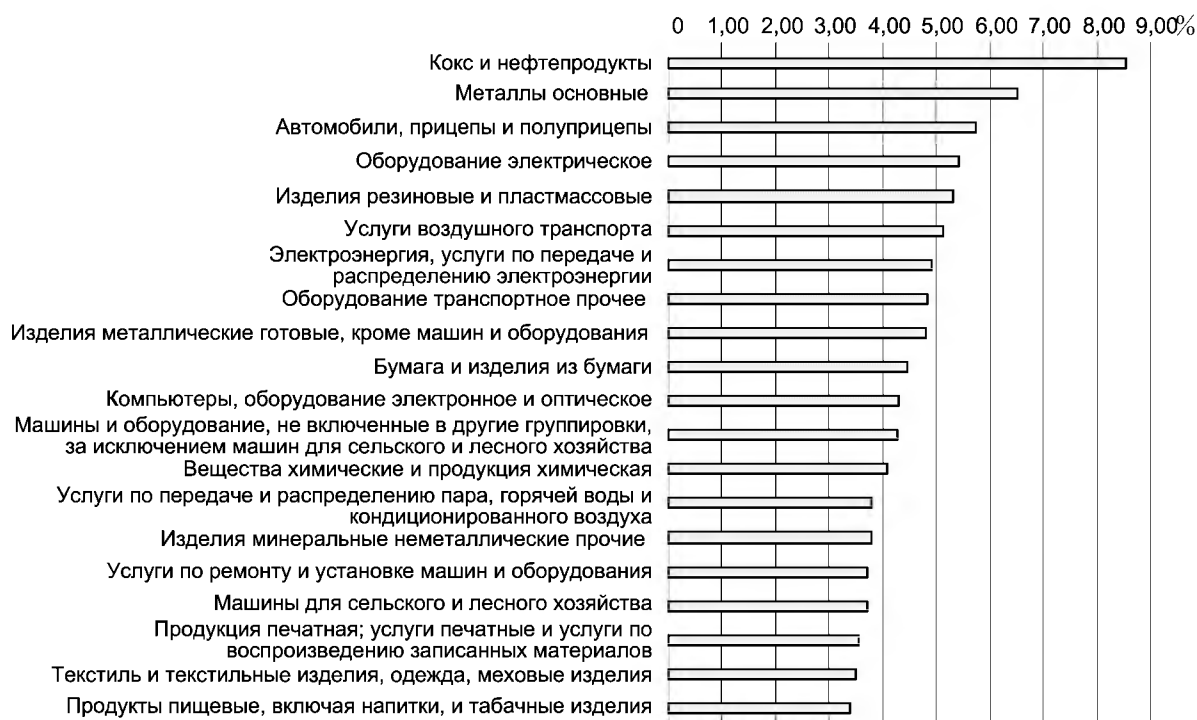 0 1,00 2,00 3,00 4,00 5,00 6,00 7,00 8,00 9,00%
Кокс и нефтепродукты
Металлы основные
Автомобили, прицепы и полуприцепы
Оборудование электрическое
Изделия резиновые и пластмассовые
Услуги воздушного транспорта
Электроэнергия, услуги по передаче и
распределению электроэнергии
Оборудование транспортное прочее
Изделия металлические готовые, кроме машин и оборудования
Бумага и изделия из бумаги
Компьютеры, оборудование электронное и оптическое
Машины и оборудование, не включенные в другие группировки,
за исключением машин для сельского и лесного хозяйства
Вещества химические и продукция химическая
Услуги по передаче и распределению пара, горячей воды и
кондиционированного воздуха
Изделия минеральные неметаллические прочие
Услуги по ремонту и установке машин и оборудования
Машины для сельского и лесного хозяйства
Продукция печатная; услуги печатные и услуги по
воспроизведению записанных материалов
Текстиль и текстильные изделия, одежда, меховые изделия
Продукты пищевые, включая напитки, и табачные изделия